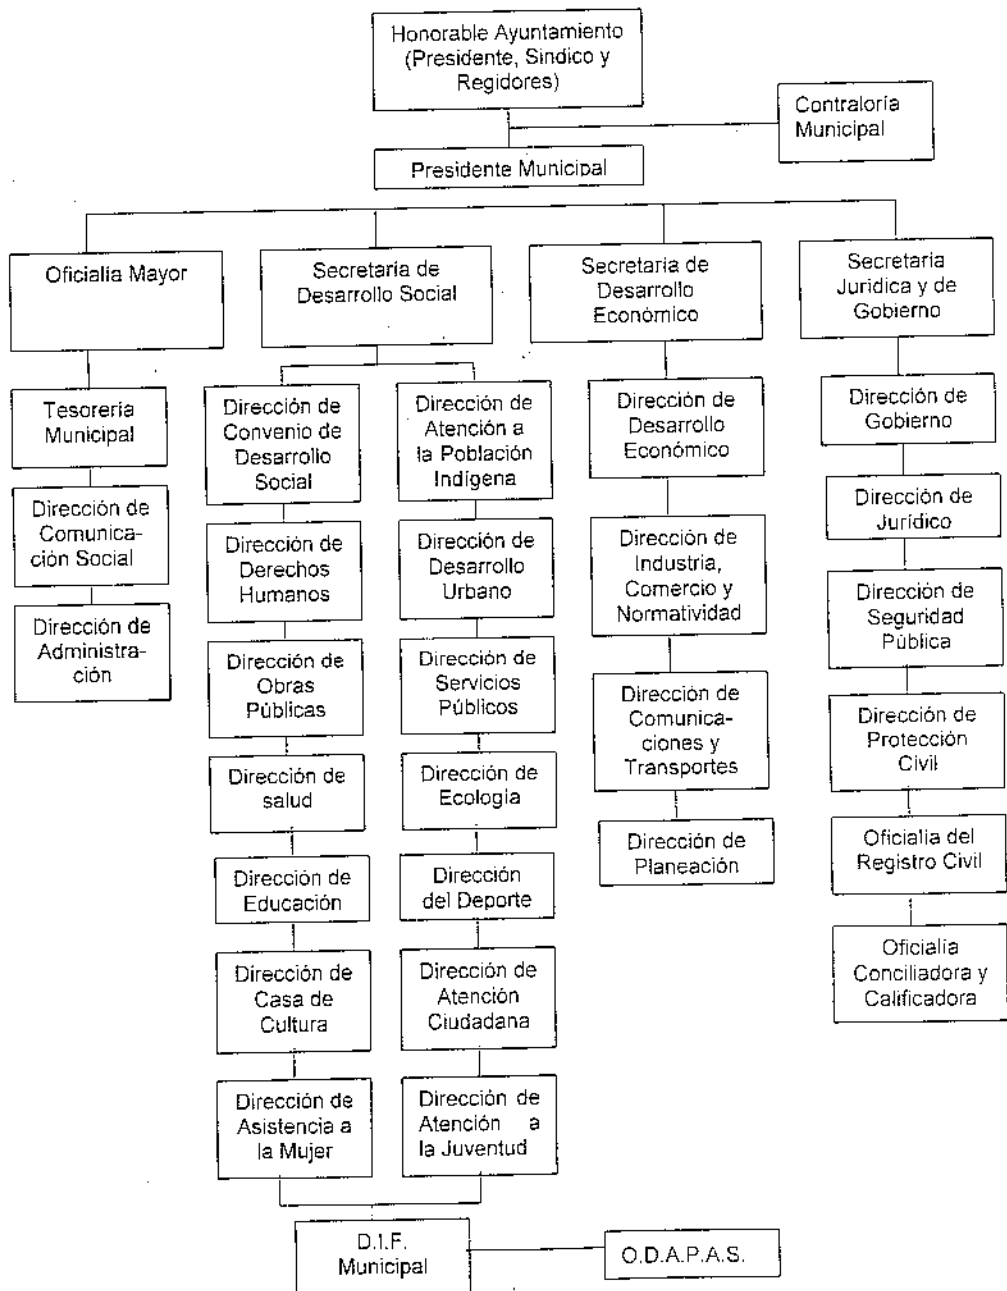 Honorable Ayuntamiento
(Presidente, Sindico y
Regidores)
Contraloría
Municipal
Presidente Municipal
Oficialia Mayor
Secretaría de
Desarrollo Social
Secretaría de
Desarrollo
Económico
Secretaria
Jurídica y de
Gobierno
Tesorería
Municipal
Dirección de
Comunica-
ción Social
Dirección de
Administra-
ción
Dirección de
Convenio de
Desarrollo
Social
Dirección de
Derechos
Humanos
Dirección de
Obras
Públicas
Dirección de
salud
Dirección de
Educación
Dirección de
Casa de
Cultura
Dirección de
Asistencia a
la Mujer
Dirección de
Atención a
la Población
Indígena
Dirección de
Desarrollo
Urbano
Dirección de
Servicios
Públicos
Dirección de
Ecología
Dirección
del Deporte
Dirección de
Atención
Ciudadana
Dirección de
Atención a
la Juventud
Dirección de
Desarrollo
Económico
Dirección de
Industria,
Comercio y
Normatividad
Dirección de
Comunica-
ciones y
Transportes
Dirección de
Planeación
Dirección de
Gobierno
Dirección de
Jurídico
Dirección de
Seguridad
Pública
Dirección de
Protección
Civil
Oficialia del
Registro Civil
Oficialía
Conciliadora y
Calificadora
D.I.F.
Municipal
O.D.A.P.A.S.